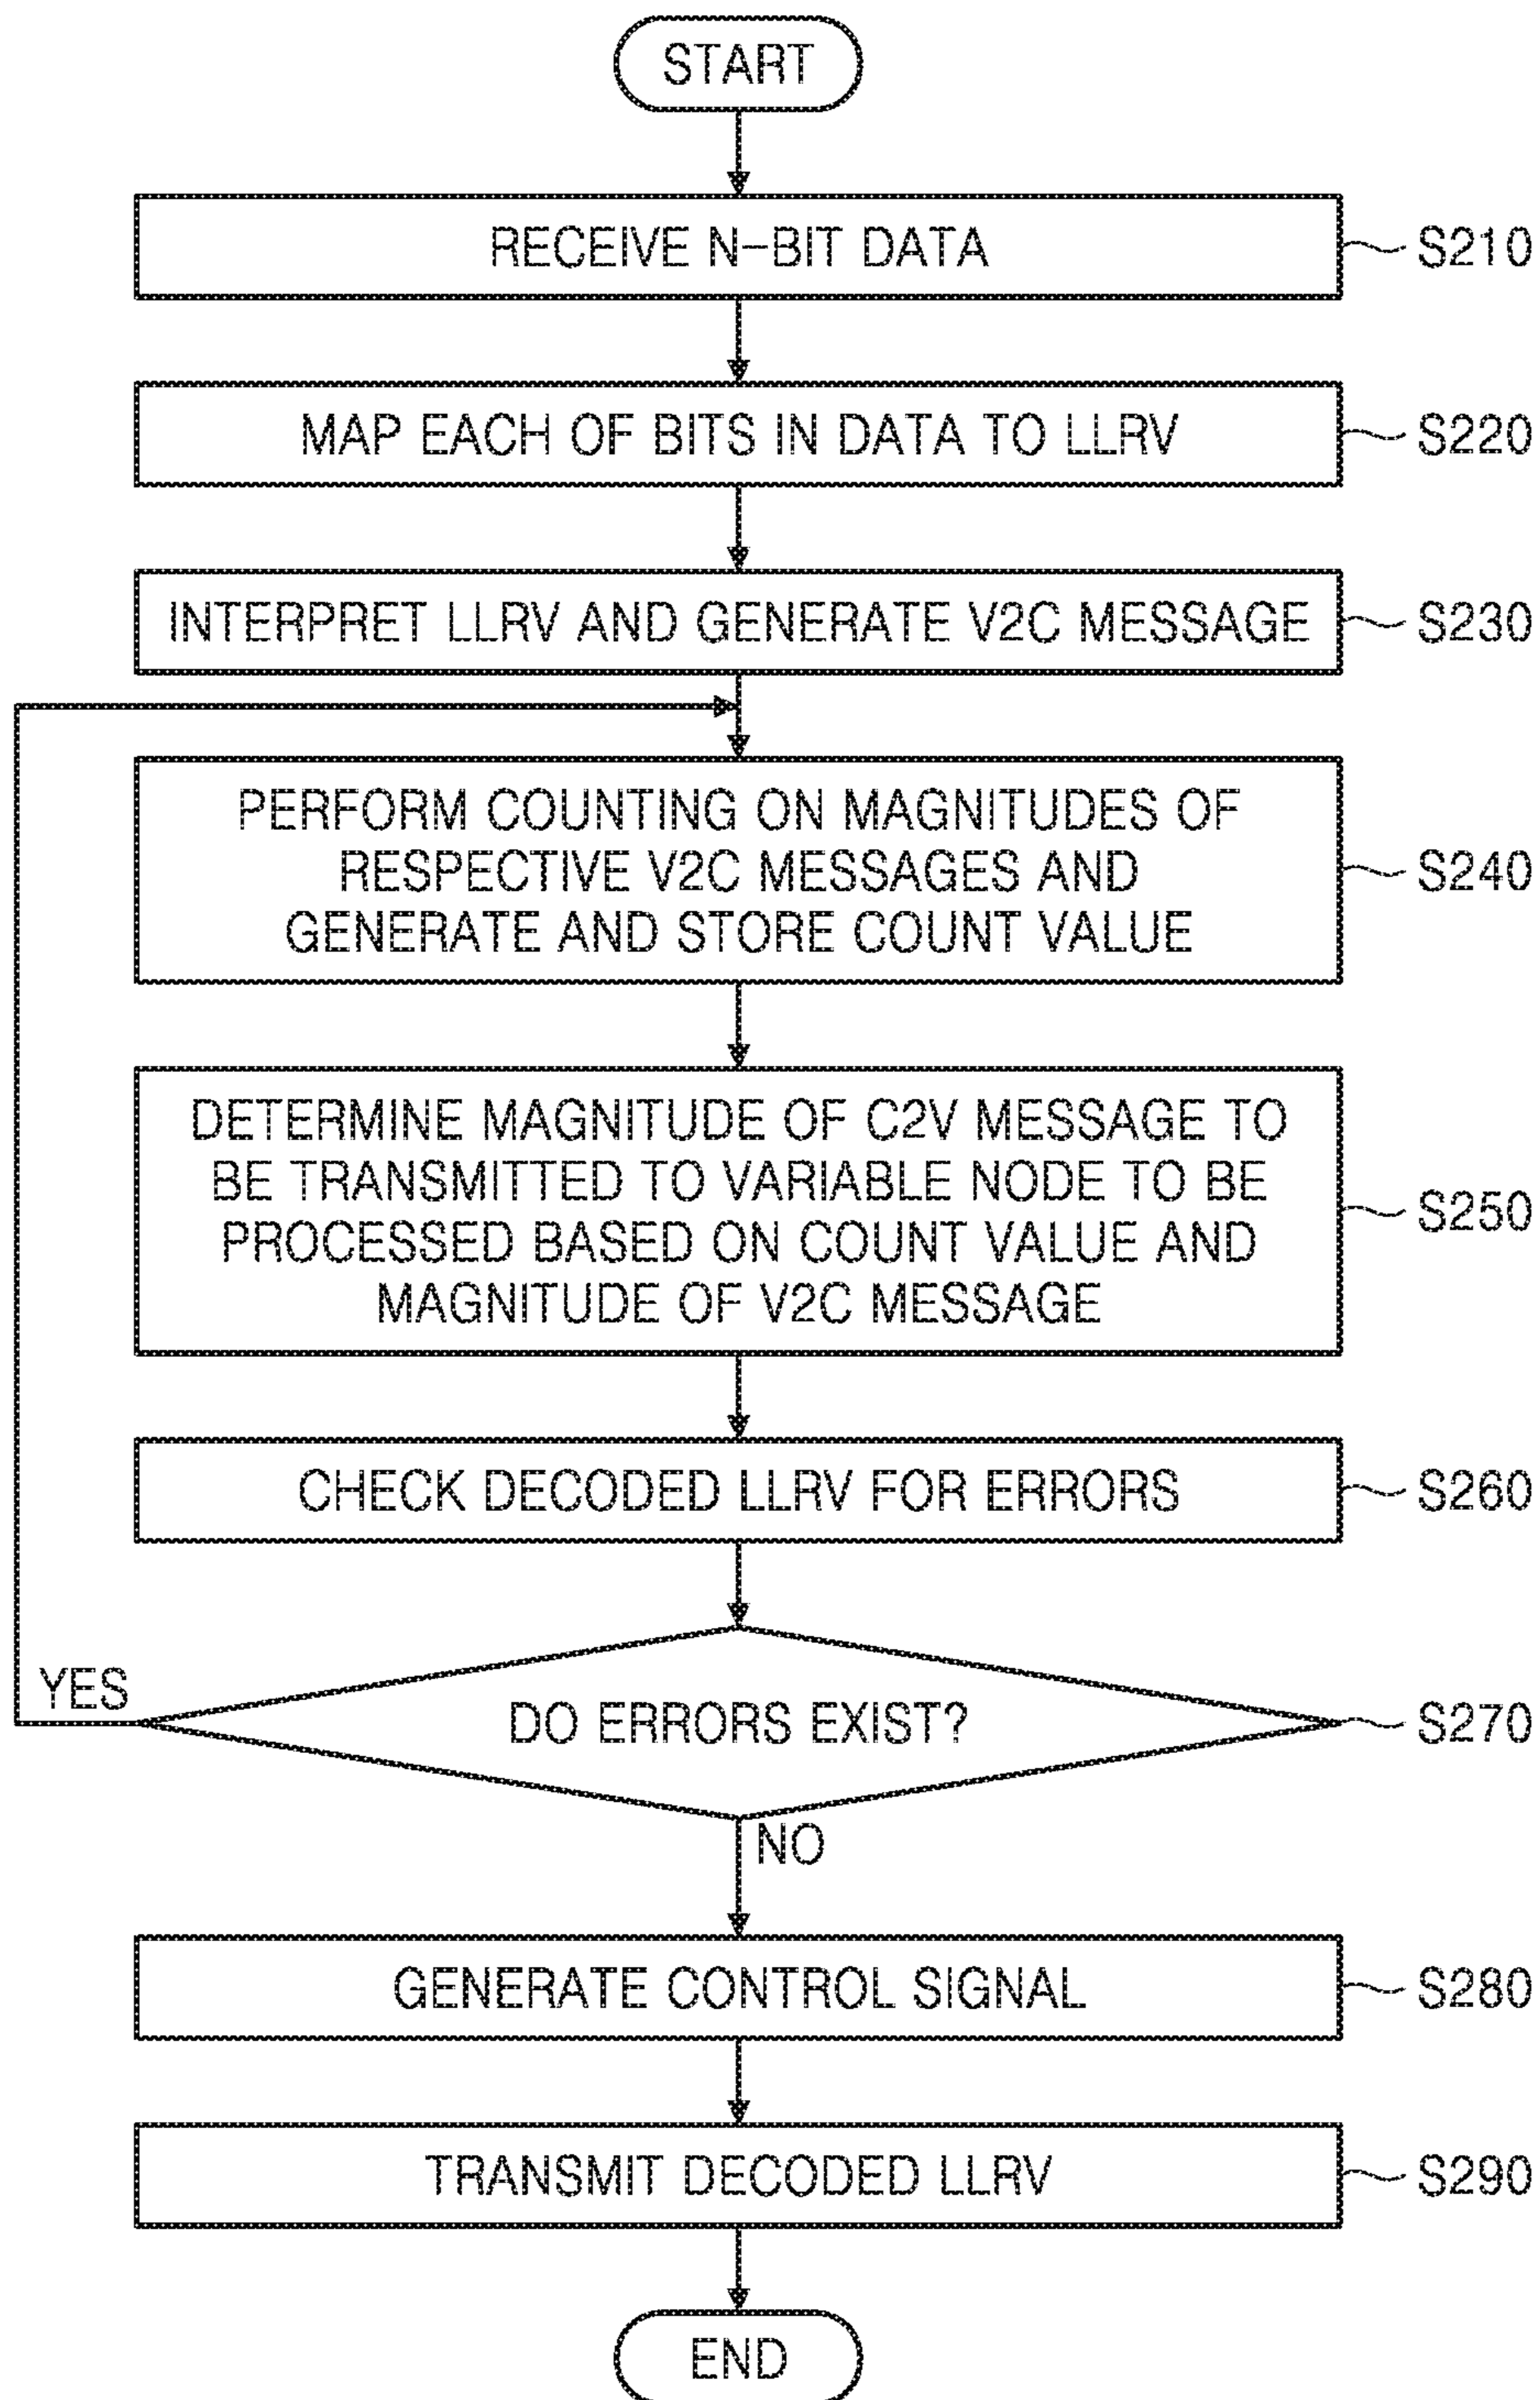 START
RECEIVE N-BIT DATA
S210
MAP EACH OF BITS IN DATA TO LLRV
S220
INTERPRET LLRV AND GENERATE V2C MESSAGE
S230
PERFORM COUNTING ON MAGNITUDES OF
RESPECTIVE V2C MESSAGES AND
GENERATE AND STORE COUNT VALUE
S240
DETERMINE MAGNITUDE OF C2V MESSAGE TO
BE TRANSMITTED TO VARIABLE NODE TO BE
PROCESSED BASED ON COUNT VALUE AND
MAGNITUDE OF V2C MESSAGE
S250
CHECK DECODED LLRV FOR ERRORS
S260
YES
DO ERRORS EXIST?
S270
NO
GENERATE CONTROL SIGNAL
S280
TRANSMIT DECODED LLRV
S290
END